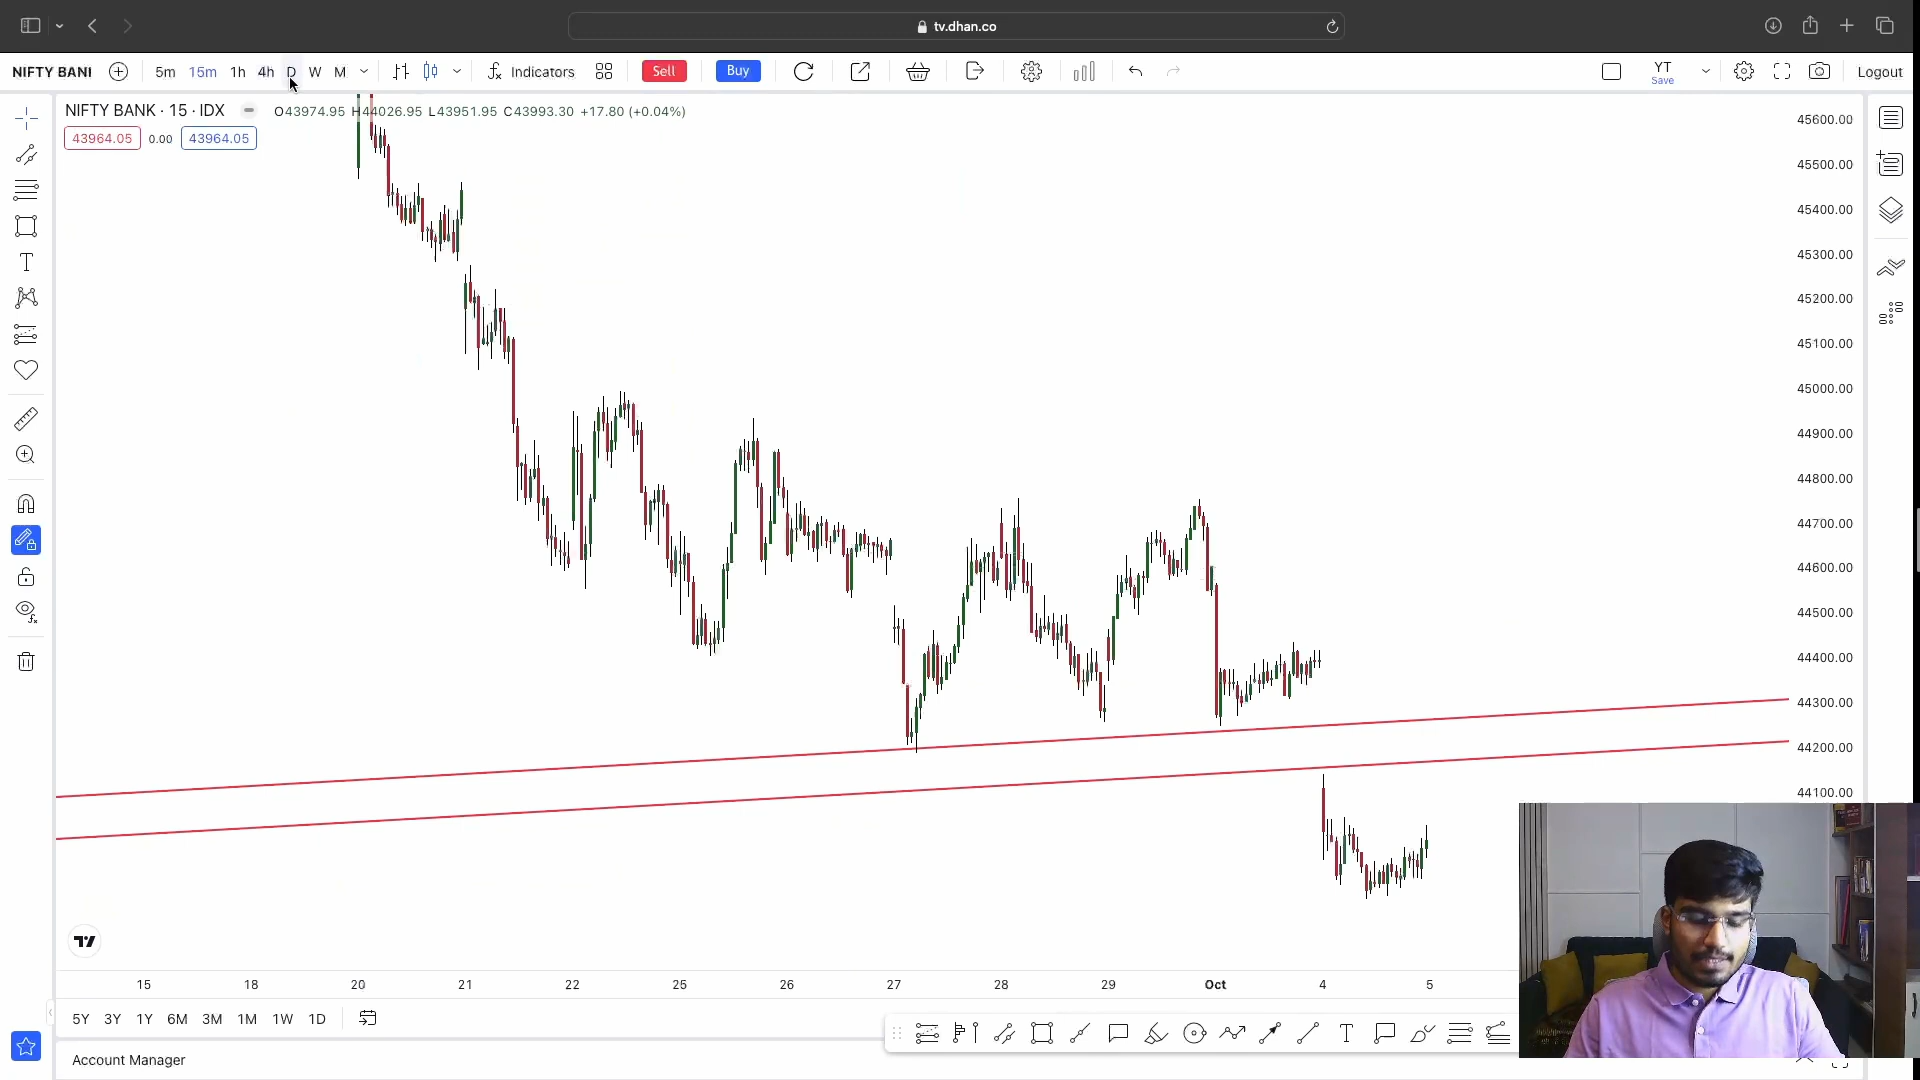 tv.dhan.co
NIFTY BANI 5m 15m 1h 4h D W M Indicators Sell Buy YT Save Logout
NIFTY BANK · 15 · IDX O43974.95 H44026.95 L43951.95 C43993.30 +17.80 (+0.04%)
43964.05 0.00 43964.05
45600.00
45500.00
45400.00
45300.00
45200.00
45100.00
45000.00
44900.00
44800.00
44700.00
44600.00
44500.00
44400.00
44300.00
44200.00
44100.00
15 18 20 21 22 25 26 27 28 29 Oct 4 5
5Y 3Y 1Y 6M 3M 1M 1W 1D
Account Manager